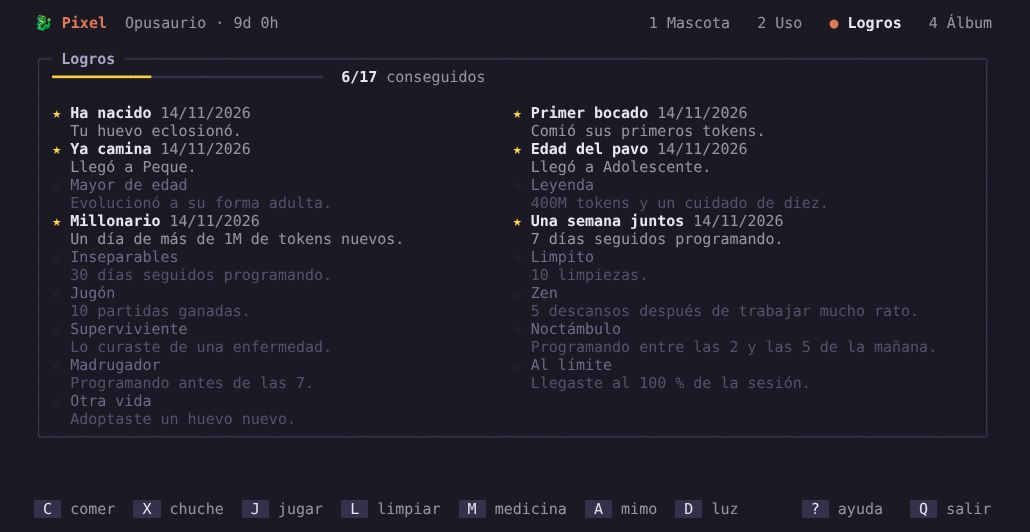 Pixel Opusaurio · 9d 0h 1 Mascota 2 Uso ● Logros 4 Álbum
Logros
6/17 conseguidos
★ Ha nacido 14/11/2026
Tu huevo eclosionó.
★ Ya camina 14/11/2026
Llegó a Peque.
☆ Mayor de edad
Evolucionó a su forma adulta.
★ Millonario 14/11/2026
Un día de más de 1M de tokens nuevos.
☆ Inseparables
30 días seguidos programando.
☆ Jugón
10 partidas ganadas.
☆ Superviviente
Lo curaste de una enfermedad.
☆ Madrugador
Programando antes de las 7.
☆ Otra vida
Adoptaste un huevo nuevo.
★ Primer bocado 14/11/2026
Comió sus primeros tokens.
★ Edad del pavo 14/11/2026
Llegó a Adolescente.
☆ Leyenda
400M tokens y un cuidado de diez.
★ Una semana juntos 14/11/2026
7 días seguidos programando.
☆ Limpito
10 limpiezas.
☆ Zen
5 descansos después de trabajar mucho rato.
☆ Noctámbulo
Programando entre las 2 y las 5 de la mañana.
☆ Al límite
Llegaste al 100 % de la sesión.
C comer X chuche J jugar L limpiar M medicina A mimo D luz ? ayuda Q salir